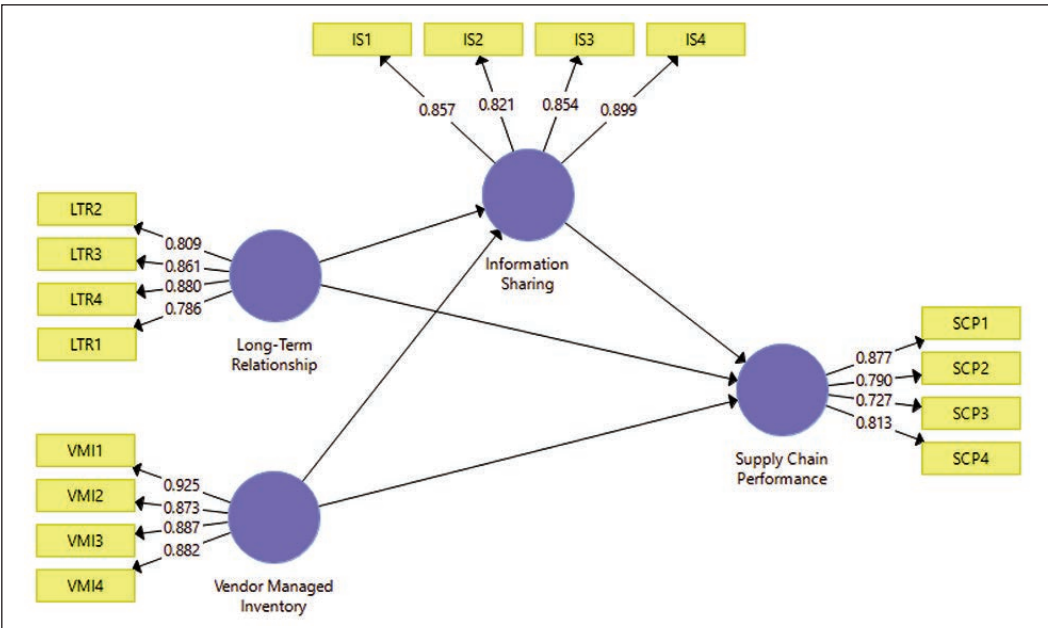 IS1 IS2 IS3 IS4
0.857 0.821 0.854 0.899
Information
Sharing
LTR2
LTR3
LTR4
LTR1
0.809
0.861
0.880
0.786
Long-Term
Relationship
SCP1
SCP2
SCP3
SCP4
0.877
0.790
0.727
0.813
Supply Chain
Performance
VMI1
VMI2
VMI3
VMI4
0.925
0.873
0.887
0.882
Vendor Managed
Inventory